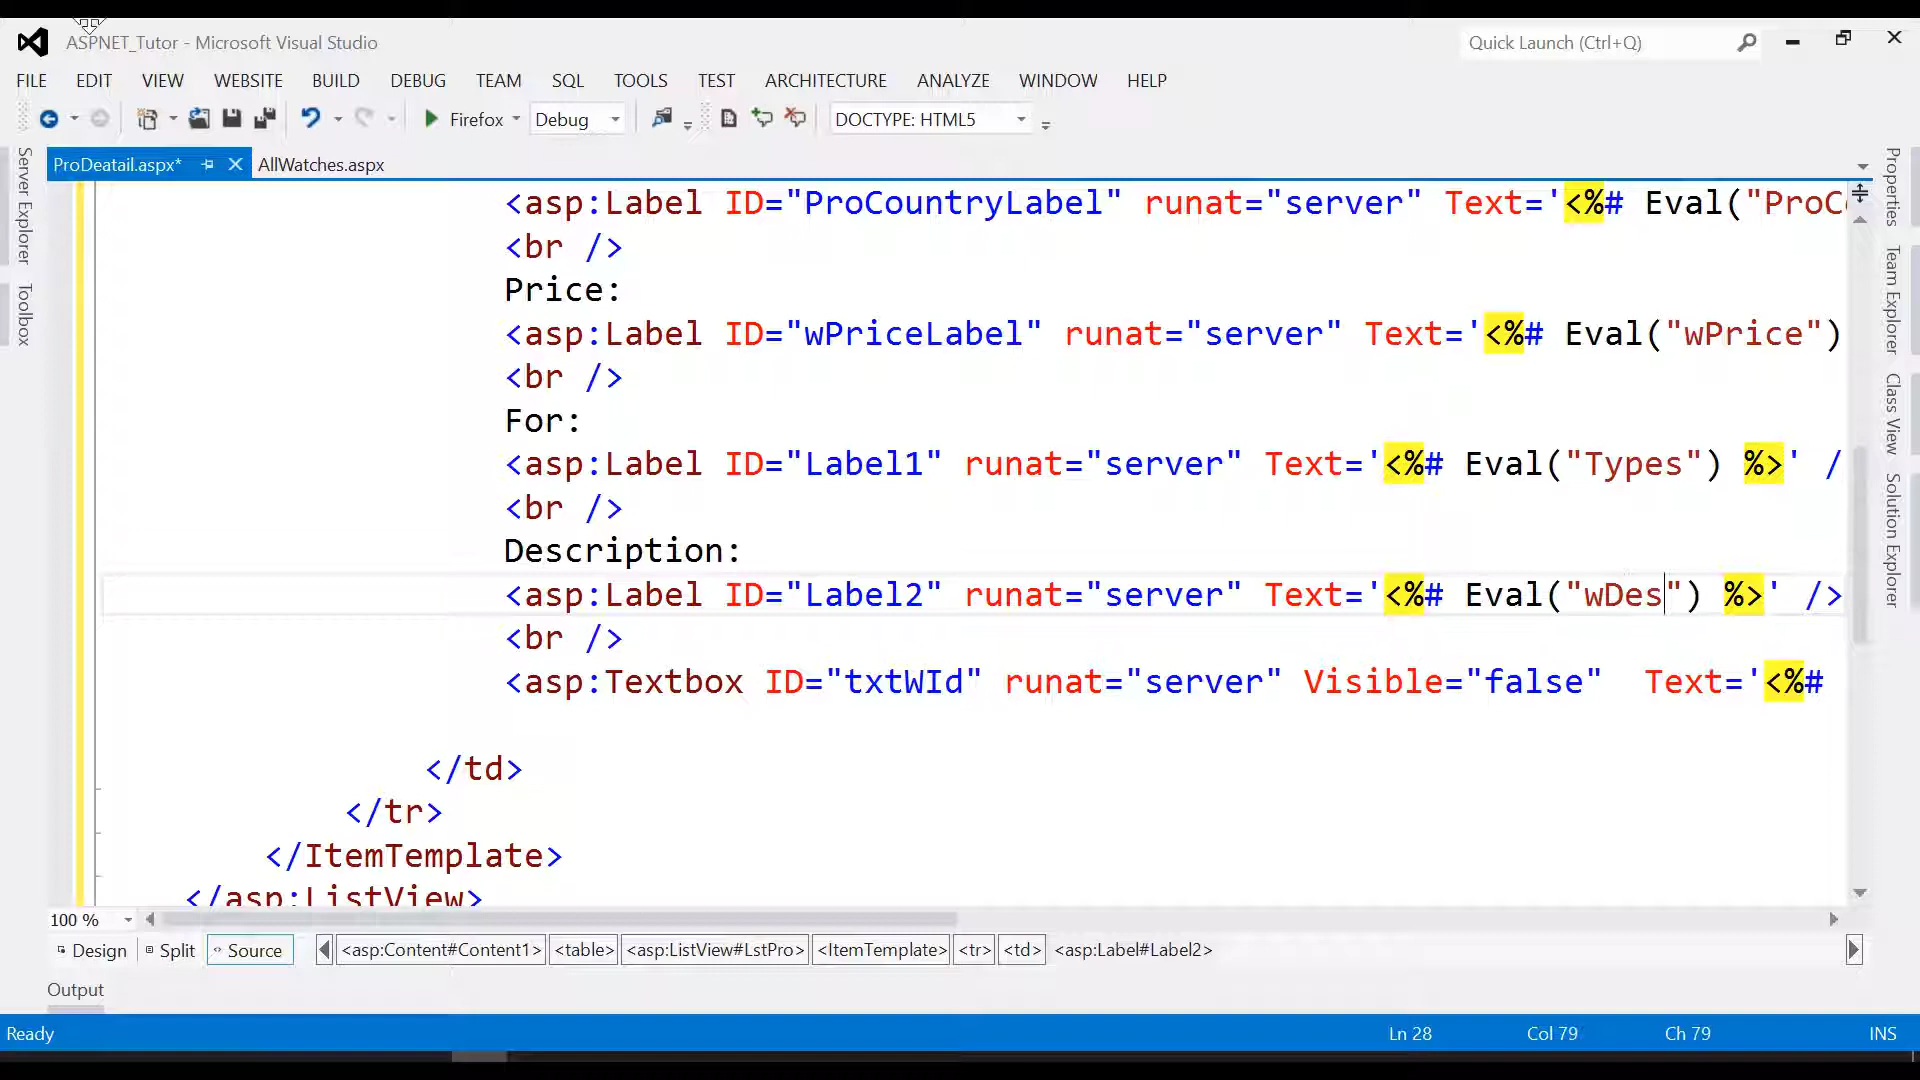 ASPNET_Tutor - Microsoft Visual Studio
Quick Launch (Ctrl+Q)
FILE EDIT VIEW WEBSITE BUILD DEBUG TEAM SQL TOOLS TEST ARCHITECTURE ANALYZE WINDOW HELP
Firefox Debug DOCTYPE: HTML5
ProDeatail.aspx* AllWatches.aspx
Server Explorer
Toolbox
<asp:Label ID="ProCountryLabel" runat="server" Text='<%# Eval("ProC
<br />
Price:
<asp:Label ID="wPriceLabel" runat="server" Text='<%# Eval("wPrice")
<br />
For:
<asp:Label ID="Label1" runat="server" Text='<%# Eval("Types") %>' /
<br />
Description:
<asp:Label ID="Label2" runat="server" Text='<%# Eval("wDes") %>' />
<br />
<asp:Textbox ID="txtWId" runat="server" Visible="false" Text='<%#
</td>
</tr>
</ItemTemplate>
</asp:ListView>
Properties
Team Explorer
Class View
Solution Explorer
100 %
Design Split Source <asp:Content#Content1> <table> <asp:ListView#LstPro> <ItemTemplate> <tr> <td> <asp:Label#Label2>
Output
Ready Ln 28 Col 79 Ch 79 INS